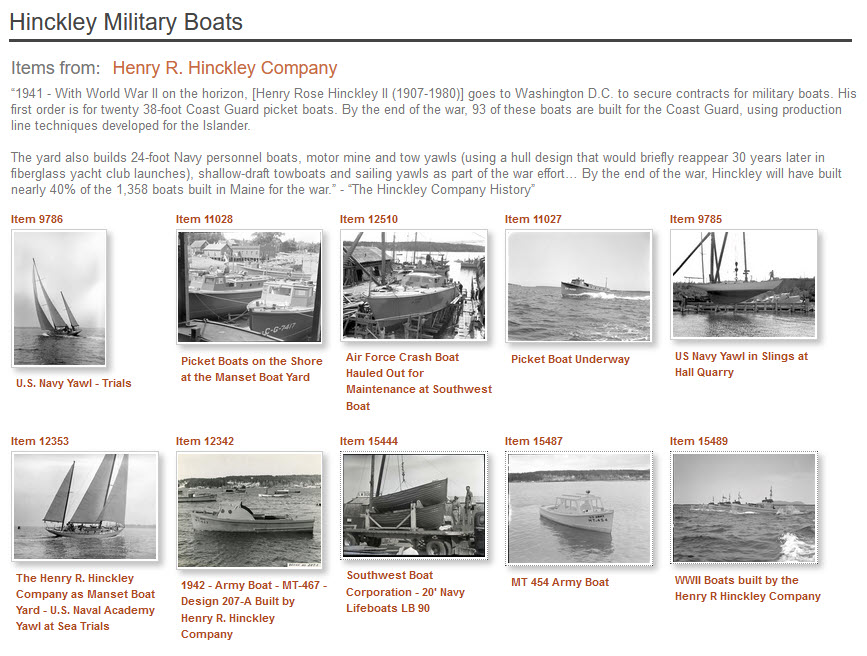 Hinckley Military Boats
Items from: Henry R. Hinckley Company
“1941 - With World War II on the horizon, [Henry Rose Hinckley II (1907-1980)] goes to Washington D.C. to secure contracts for military boats. His
first order is for twenty 38-foot Coast Guard picket boats. By the end of the war, 93 of these boats are built for the Coast Guard, using production
line techniques developed for the Islander.
The yard also builds 24-foot Navy personnel boats, motor mine and tow yawls (using a hull design that would briefly reappear 30 years later in
fiberglass yacht club launches), shallow-draft towboats and sailing yawls as part of the war effort... By the end of the war, Hinckley will have built
nearly 40% of the 1,358 boats built in Maine for the war.” - “The Hinckley Company History”
Item 9786
U.S. Navy Yawl - Trials
Item 11028
C-G-7417
Picket Boats on the Shore
at the Manset Boat Yard
Item 12510
Air Force Crash Boat
Hauled Out for
Maintenance at Southwest
Boat
Item 11027
Picket Boat Underway
Item 9785
US Navy Yawl in Slings at
Hall Quarry
Item 12353
The Henry R. Hinckley
Company as Manset Boat
Yard - U.S. Naval Academy
Yawl at Sea Trials
Item 12342
1942 - Army Boat - MT-467 -
Design 207-A Built by
Henry R. Hinckley
Company
Item 15444
Southwest Boat
Corporation - 20' Navy
Lifeboats LB 90
Item 15487
MT-454
MT 454 Army Boat
Item 15489
WWII Boats built by the
Henry R Hinckley Company